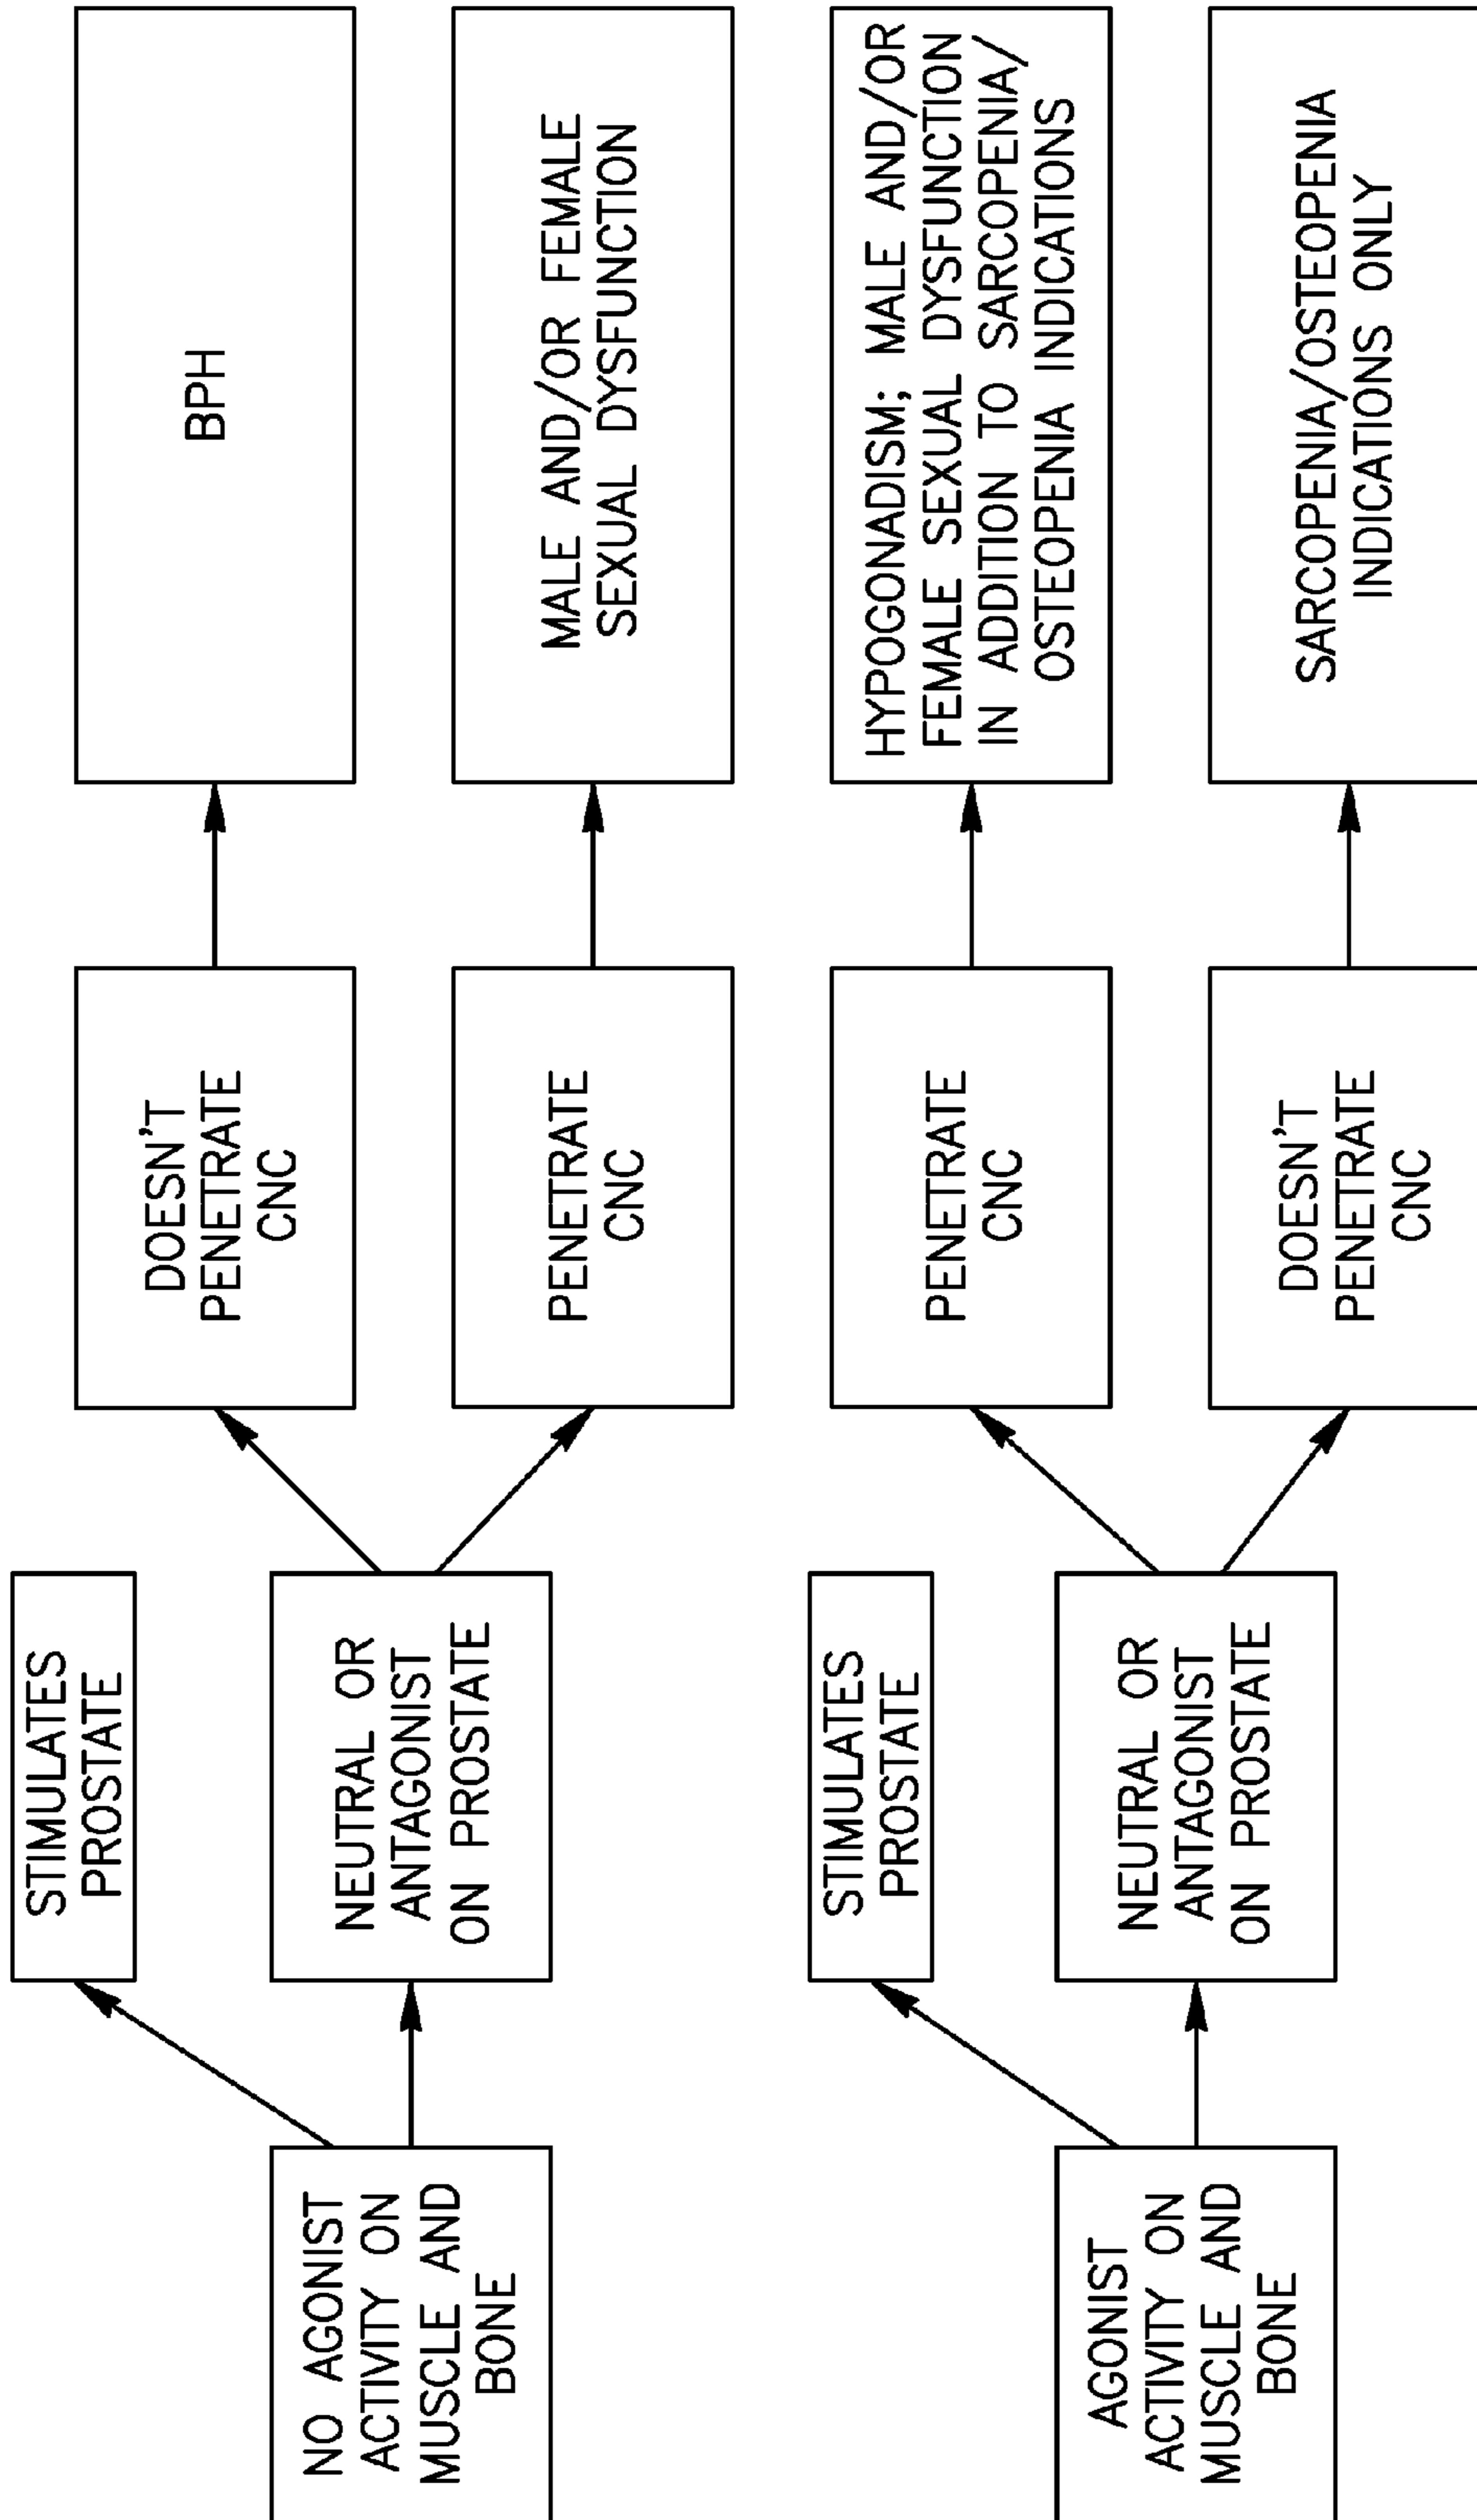 NO AGONIST
ACTIVITY ON
MUSCLE AND
BONE
STIMULATES
PROSTATE
NEUTRAL OR
ANTAGONIST
ON PROSTATE
DOESN'T
PENETRATE
CNC
BPH
PENETRATE
CNC
MALE AND/OR FEMALE
SEXUAL DYSFUNCTION
AGONIST
ACTIVITY ON
MUSCLE AND
BONE
STIMULATES
PROSTATE
NEUTRAL OR
ANTAGONIST
ON PROSTATE
PENETRATE
CNC
HYPOGONADISM; MALE AND/OR
FEMALE SEXUAL DYSFUNCTION
IN ADDITION TO SARCOPENIA/
OSTEOPENIA INDICATIONS
DOSN'T
PENETRATE
CNC
SARCOPENIA/OSTEOPENIA
INDICATIONS ONLY